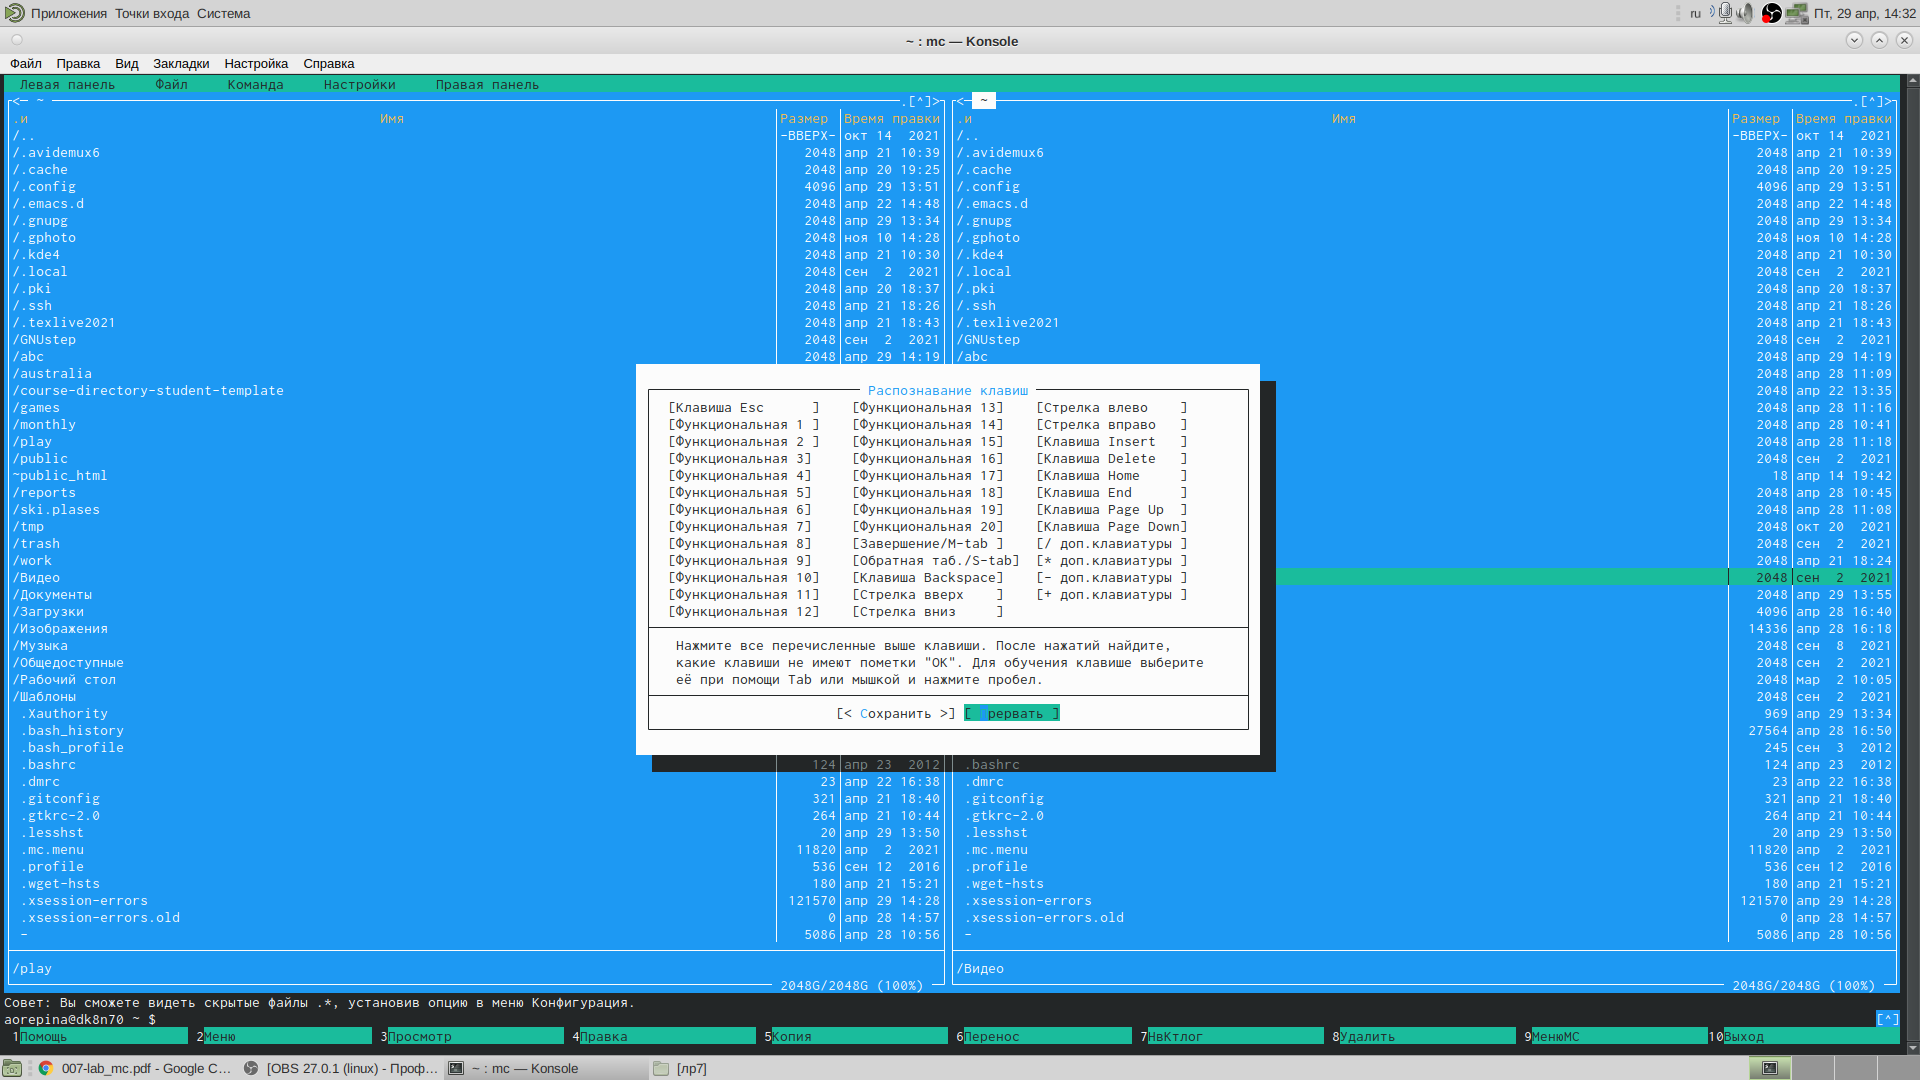 Приложения Точки входа Система
ru Пт, 29 апр, 14:32
~ : mc — Konsole
Файл Правка Вид Закладки Настройка Справка
Левая панель Файл Команда Настройки Правая панель
<─ ~ .[^]> <─ ~ .[^]>
.и Имя Размер Время правки .и Имя Размер Время правки
/.. -ВВЕРХ- окт 14 2021 /.. -ВВЕРХ- окт 14 2021
/.avidemux6 2048 апр 21 10:39 /.avidemux6 2048 апр 21 10:39
/.cache 2048 апр 20 19:25 /.cache 2048 апр 20 19:25
/.config 4096 апр 29 13:51 /.config 4096 апр 29 13:51
/.emacs.d 2048 апр 22 14:48 /.emacs.d 2048 апр 22 14:48
/.gnupg 2048 апр 29 13:34 /.gnupg 2048 апр 29 13:34
/.gphoto 2048 ноя 10 14:28 /.gphoto 2048 ноя 10 14:28
/.kde4 2048 апр 21 10:30 /.kde4 2048 апр 21 10:30
/.local 2048 сен 2 2021 /.local 2048 сен 2 2021
/.pki 2048 апр 20 18:37 /.pki 2048 апр 20 18:37
/.ssh 2048 апр 21 18:26 /.ssh 2048 апр 21 18:26
/.texlive2021 2048 апр 21 18:43 /.texlive2021 2048 апр 21 18:43
/GNUstep 2048 сен 2 2021 /GNUstep 2048 сен 2 2021
/abc 2048 апр 29 14:19 /abc 2048 апр 29 14:19
/australia 2048 апр 28 11:09
/course-directory-student-template 2048 апр 22 13:35
/games 2048 апр 28 11:16
/monthly 2048 апр 28 10:41
/play 2048 апр 28 11:18
/public 2048 сен 2 2021
~public_html 18 апр 14 19:42
/reports 2048 апр 28 10:45
/ski.plases 2048 апр 28 11:08
/tmp 2048 окт 20 2021
/trash 2048 сен 2 2021
/work 2048 апр 21 18:24
/Видео 2048 сен 2 2021
/Документы 2048 апр 29 13:55
/Загрузки 4096 апр 28 16:40
/Изображения 14336 апр 28 16:18
/Музыка 2048 сен 8 2021
/Общедоступные 2048 сен 2 2021
/Рабочий стол 2048 мар 2 10:05
/Шаблоны 2048 сен 2 2021
.Xauthority 969 апр 29 13:34
.bash_history 27564 апр 28 16:50
.bash_profile 245 сен 3 2012
Распознавание клавиш
[Клавиша Esc ] [Функциональная 13] [Стрелка влево ]
[Функциональная 1 ] [Функциональная 14] [Стрелка вправо ]
[Функциональная 2 ] [Функциональная 15] [Клавиша Insert ]
[Функциональная 3] [Функциональная 16] [Клавиша Delete ]
[Функциональная 4] [Функциональная 17] [Клавиша Home ]
[Функциональная 5] [Функциональная 18] [Клавиша End ]
[Функциональная 6] [Функциональная 19] [Клавиша Page Up ]
[Функциональная 7] [Функциональная 20] [Клавиша Page Down]
[Функциональная 8] [Завершение/M-tab ] [/ доп.клавиатуры ]
[Функциональная 9] [Обратная таб./S-tab] [* доп.клавиатуры ]
[Функциональная 10] [Клавиша Backspace] [- доп.клавиатуры ]
[Функциональная 11] [Стрелка вверх ] [+ доп.клавиатуры ]
[Функциональная 12] [Стрелка вниз ]
Нажмите все перечисленные выше клавиши. После нажатий найдите,
какие клавиши не имеют пометки "ОК". Для обучения клавише выберите
её при помощи Tab или мышкой и нажмите пробел.
[< Сохранить >] [ рервать ]
.bashrc 124 апр 23 2012 .bashrc 124 апр 23 2012
.dmrc 23 апр 22 16:38 .dmrc 23 апр 22 16:38
.gitconfig 321 апр 21 18:40 .gitconfig 321 апр 21 18:40
.gtkrc-2.0 264 апр 21 10:44 .gtkrc-2.0 264 апр 21 10:44
.lesshst 20 апр 29 13:50 .lesshst 20 апр 29 13:50
.mc.menu 11820 апр 2 2021 .mc.menu 11820 апр 2 2021
.profile 536 сен 12 2016 .profile 536 сен 12 2016
.wget-hsts 180 апр 21 15:21 .wget-hsts 180 апр 21 15:21
.xsession-errors 121570 апр 29 14:28 .xsession-errors 121570 апр 29 14:28
.xsession-errors.old 0 апр 28 14:57 .xsession-errors.old 0 апр 28 14:57
- 5086 апр 28 10:56 - 5086 апр 28 10:56
/play /Видео
2048G/2048G (100%) 2048G/2048G (100%)
Совет: Вы сможете видеть скрытые файлы .*, установив опцию в меню Конфигурация.
aorepina@dk8n70 ~ $ [^]
1Помощь 2Меню 3Просмотр 4Правка 5Копия 6Перенос 7НвКтлог 8Удалить 9МенюMC 10Выход
007-lab_mc.pdf - Google C... [OBS 27.0.1 (linux) - Проф... ~ : mc — Konsole [лр7]